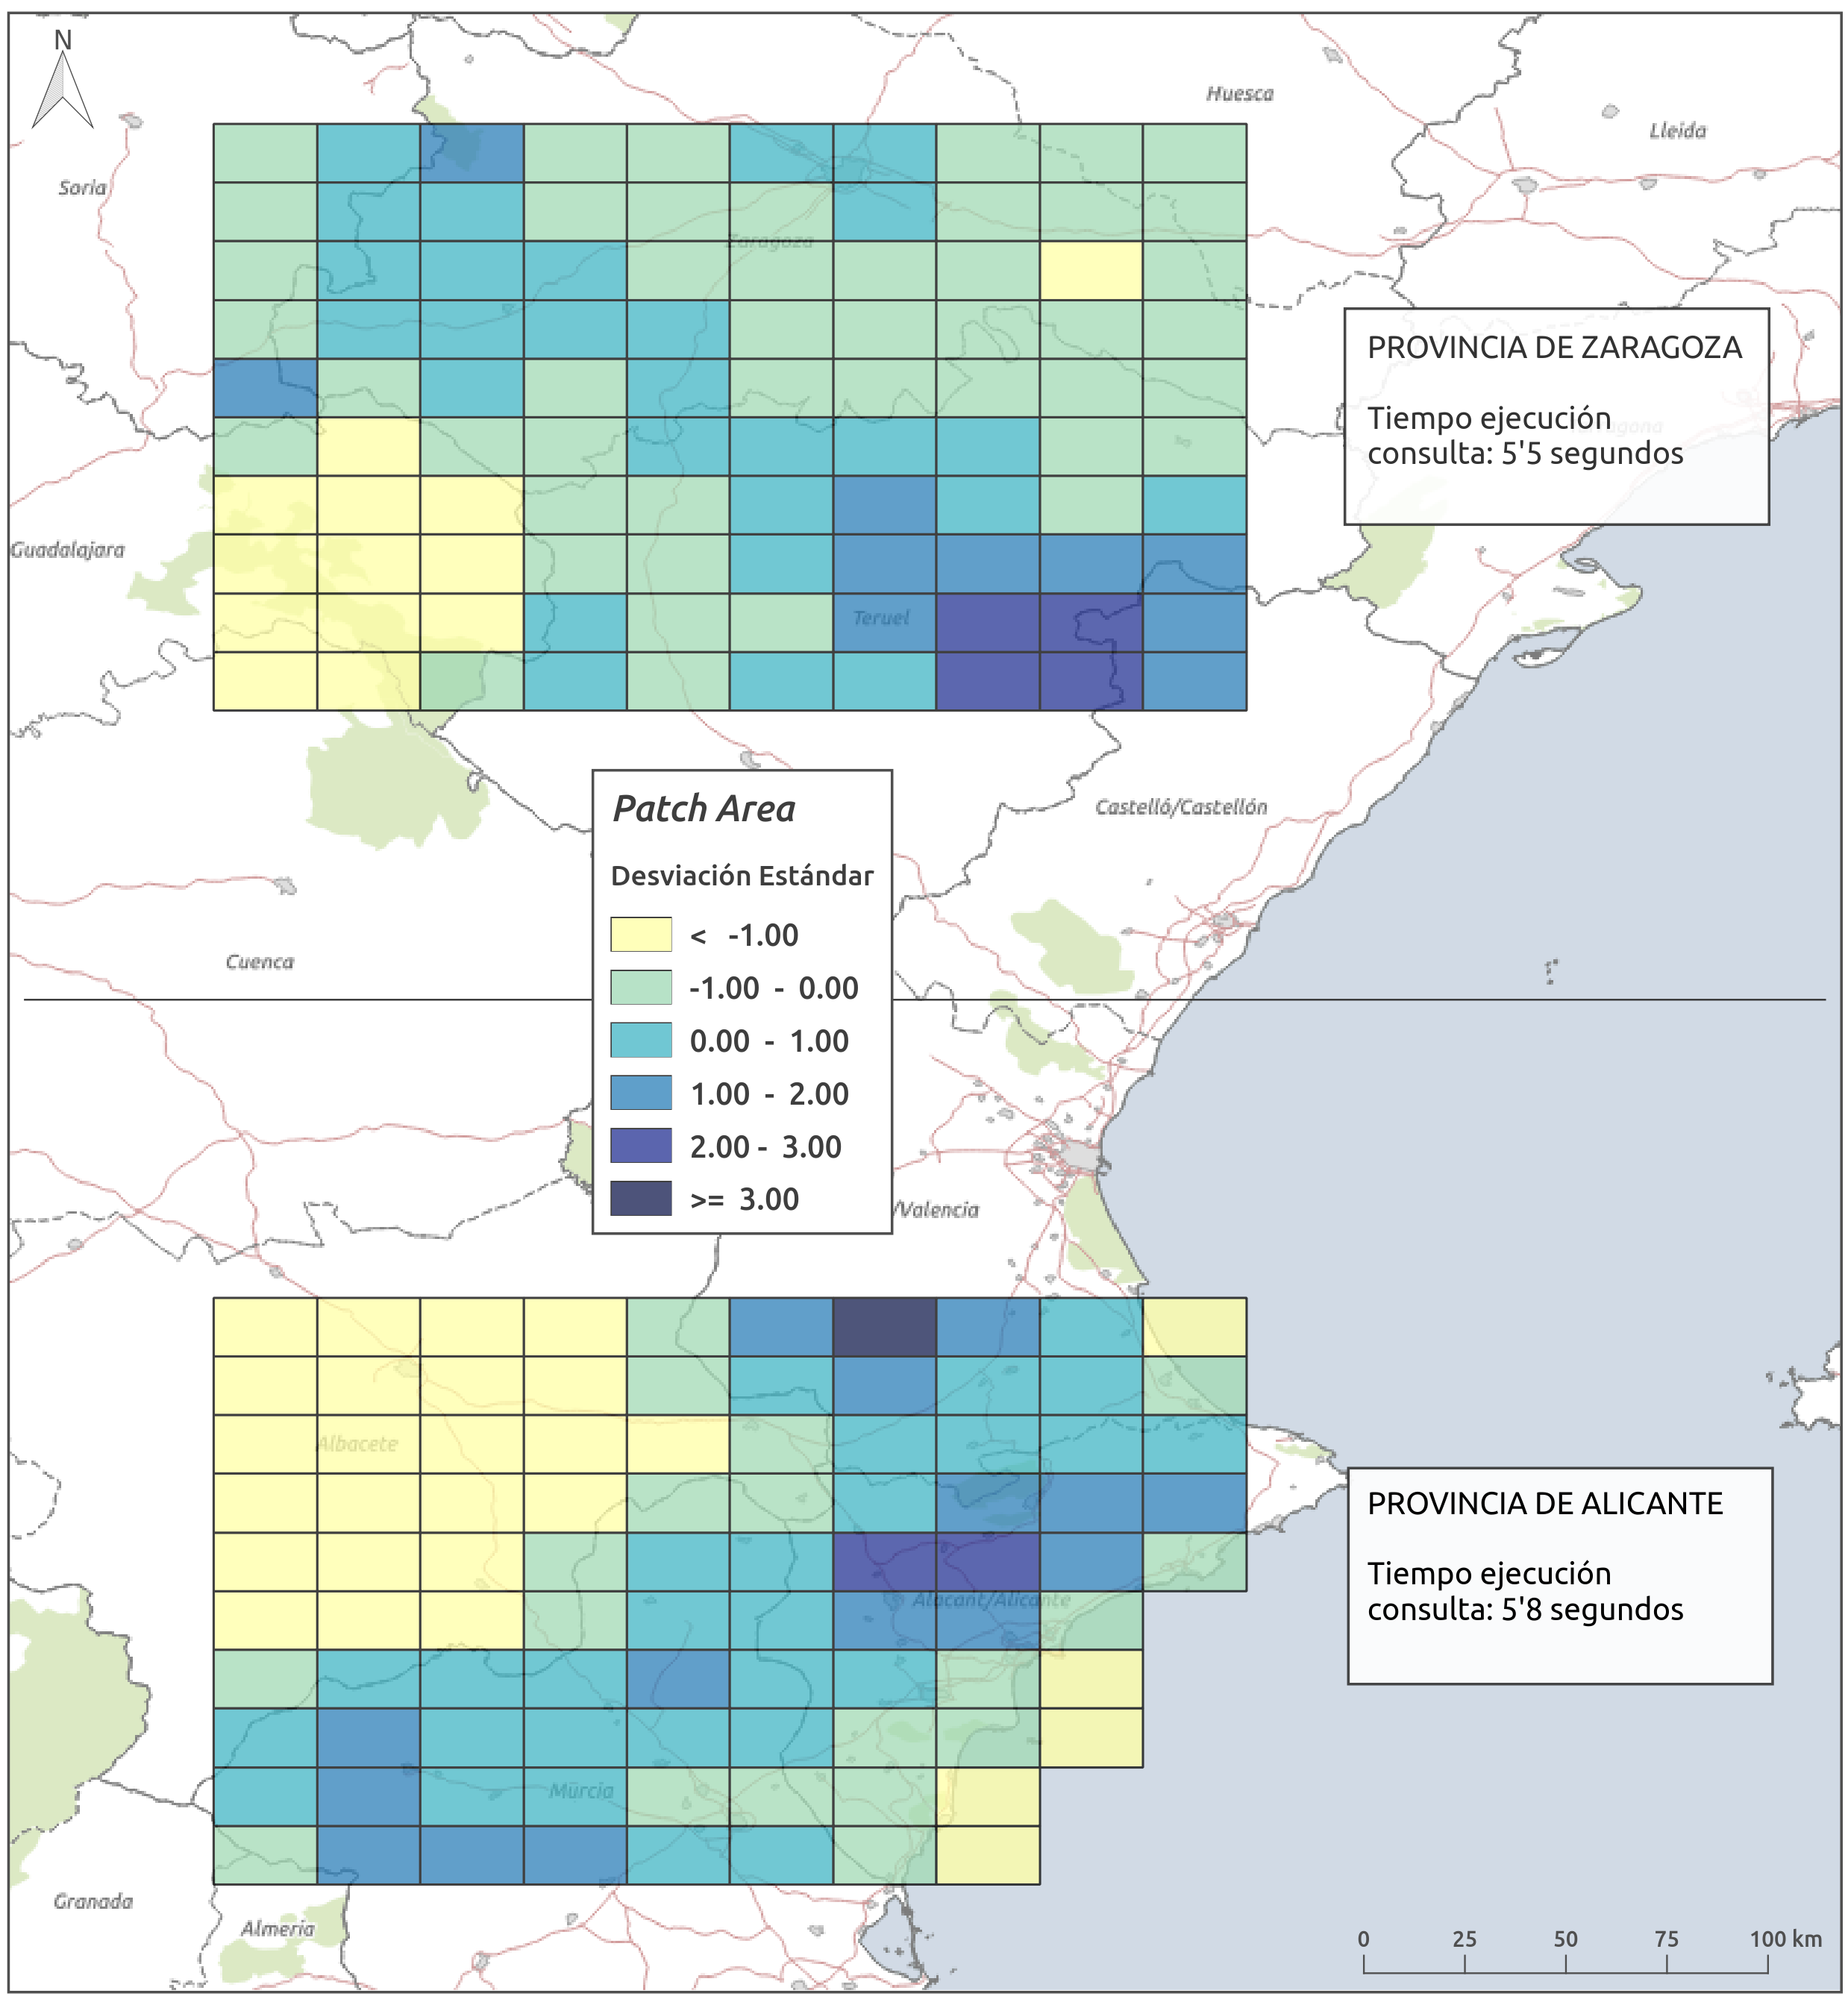 N
Huesca
Lleida
Soria
Zaragoza
PROVINCIA DE ZARAGOZA
Tiempo ejecución
consulta: 5'5 segundos
Guadalajara
Teruel
Patch Area
Castelló/Castellón
Desviación Estándar
< -1.00
Cuenca
-1.00 - 0.00
0.00 - 1.00
1.00 - 2.00
2.00 - 3.00
>= 3.00
/Valencia
Albacete
PROVINCIA DE ALICANTE
Tiempo ejecución
consulta: 5'8 segundos
Alacant/Alicante
Murcia
Granada
Almería
0 25 50 75 100 km